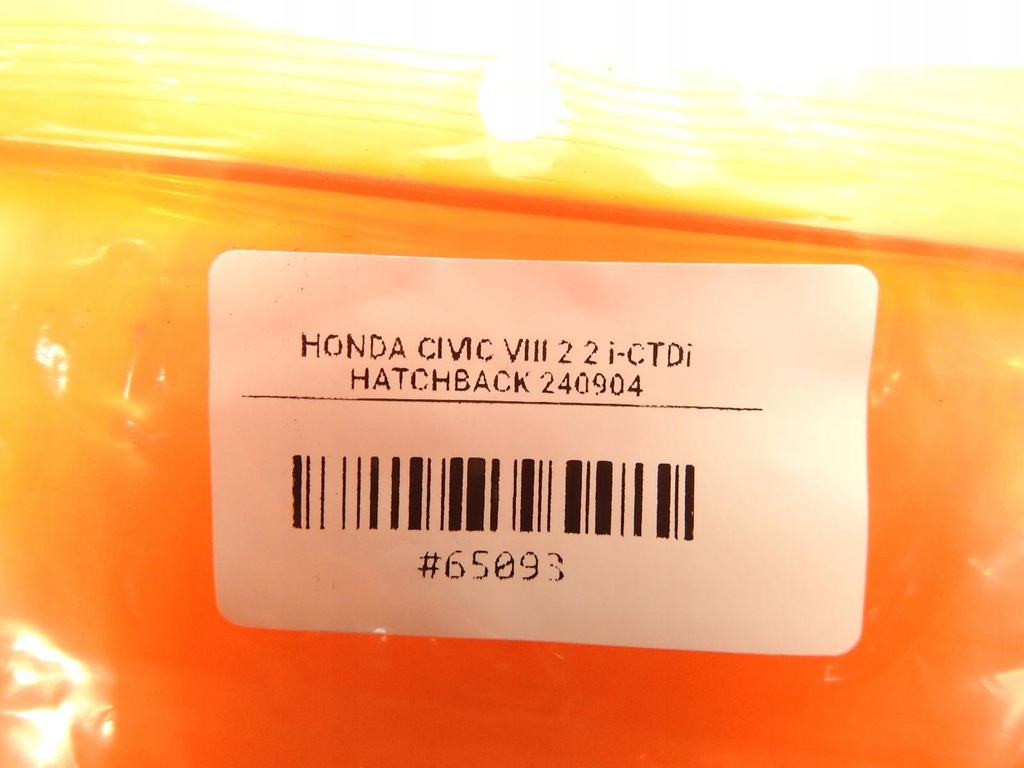 HONDA CIVIC VIII 2 2 i-CTDi
HATCHBACK 240904
#65093